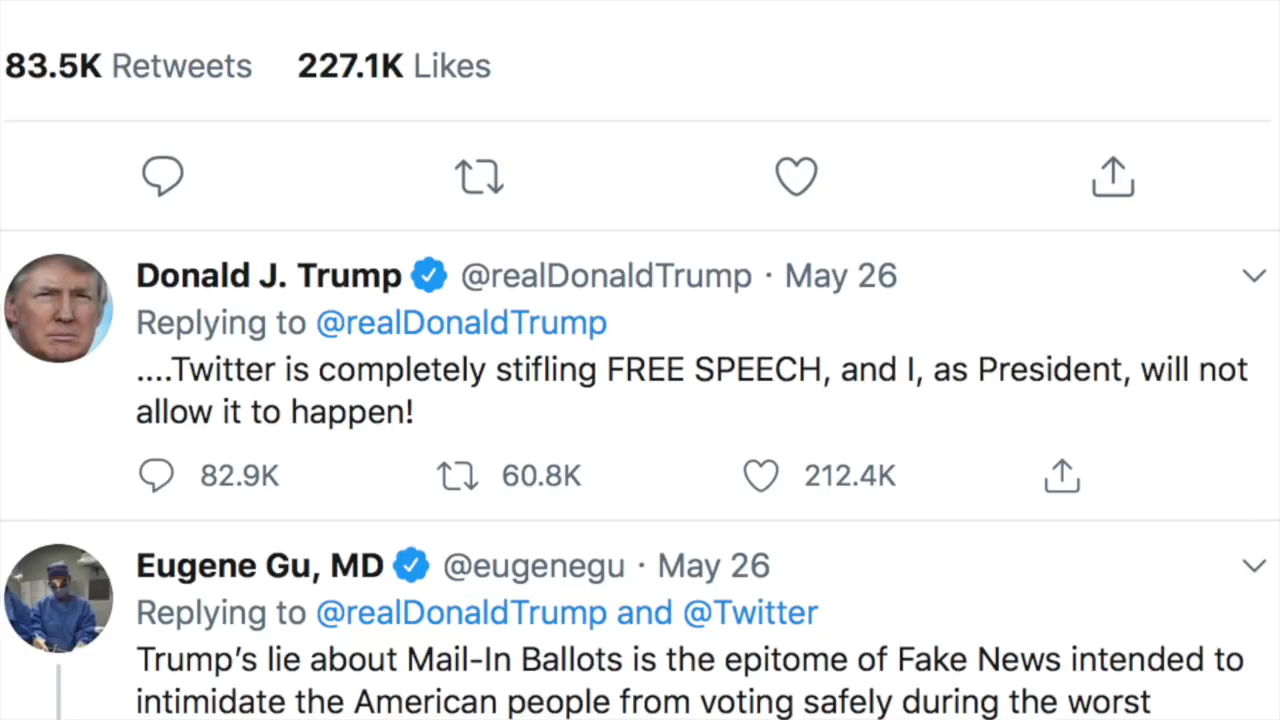 83.5K Retweets 227.1K Likes
Donald J. Trump @realDonaldTrump · May 26
Replying to @realDonaldTrump
....Twitter is completely stifling FREE SPEECH, and I, as President, will not
allow it to happen!
82.9K 60.8K 212.4K
Eugene Gu, MD @eugenegu · May 26
Replying to @realDonaldTrump and @Twitter
Trump’s lie about Mail-In Ballots is the epitome of Fake News intended to
intimidate the American people from voting safely during the worst